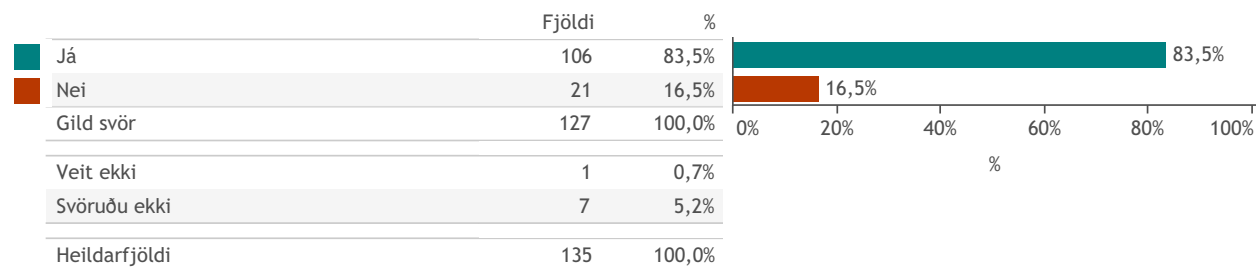 Fjöldi %
Já 106 83,5%
Nei 21 16,5%
Gild svör 127 100,0%
Veit ekki 1 0,7%
Svöruðu ekki 7 5,2%
Heildarfjöldi 135 100,0%
83,5%
16,5%
0% 20% 40% 60% 80% 100%
%